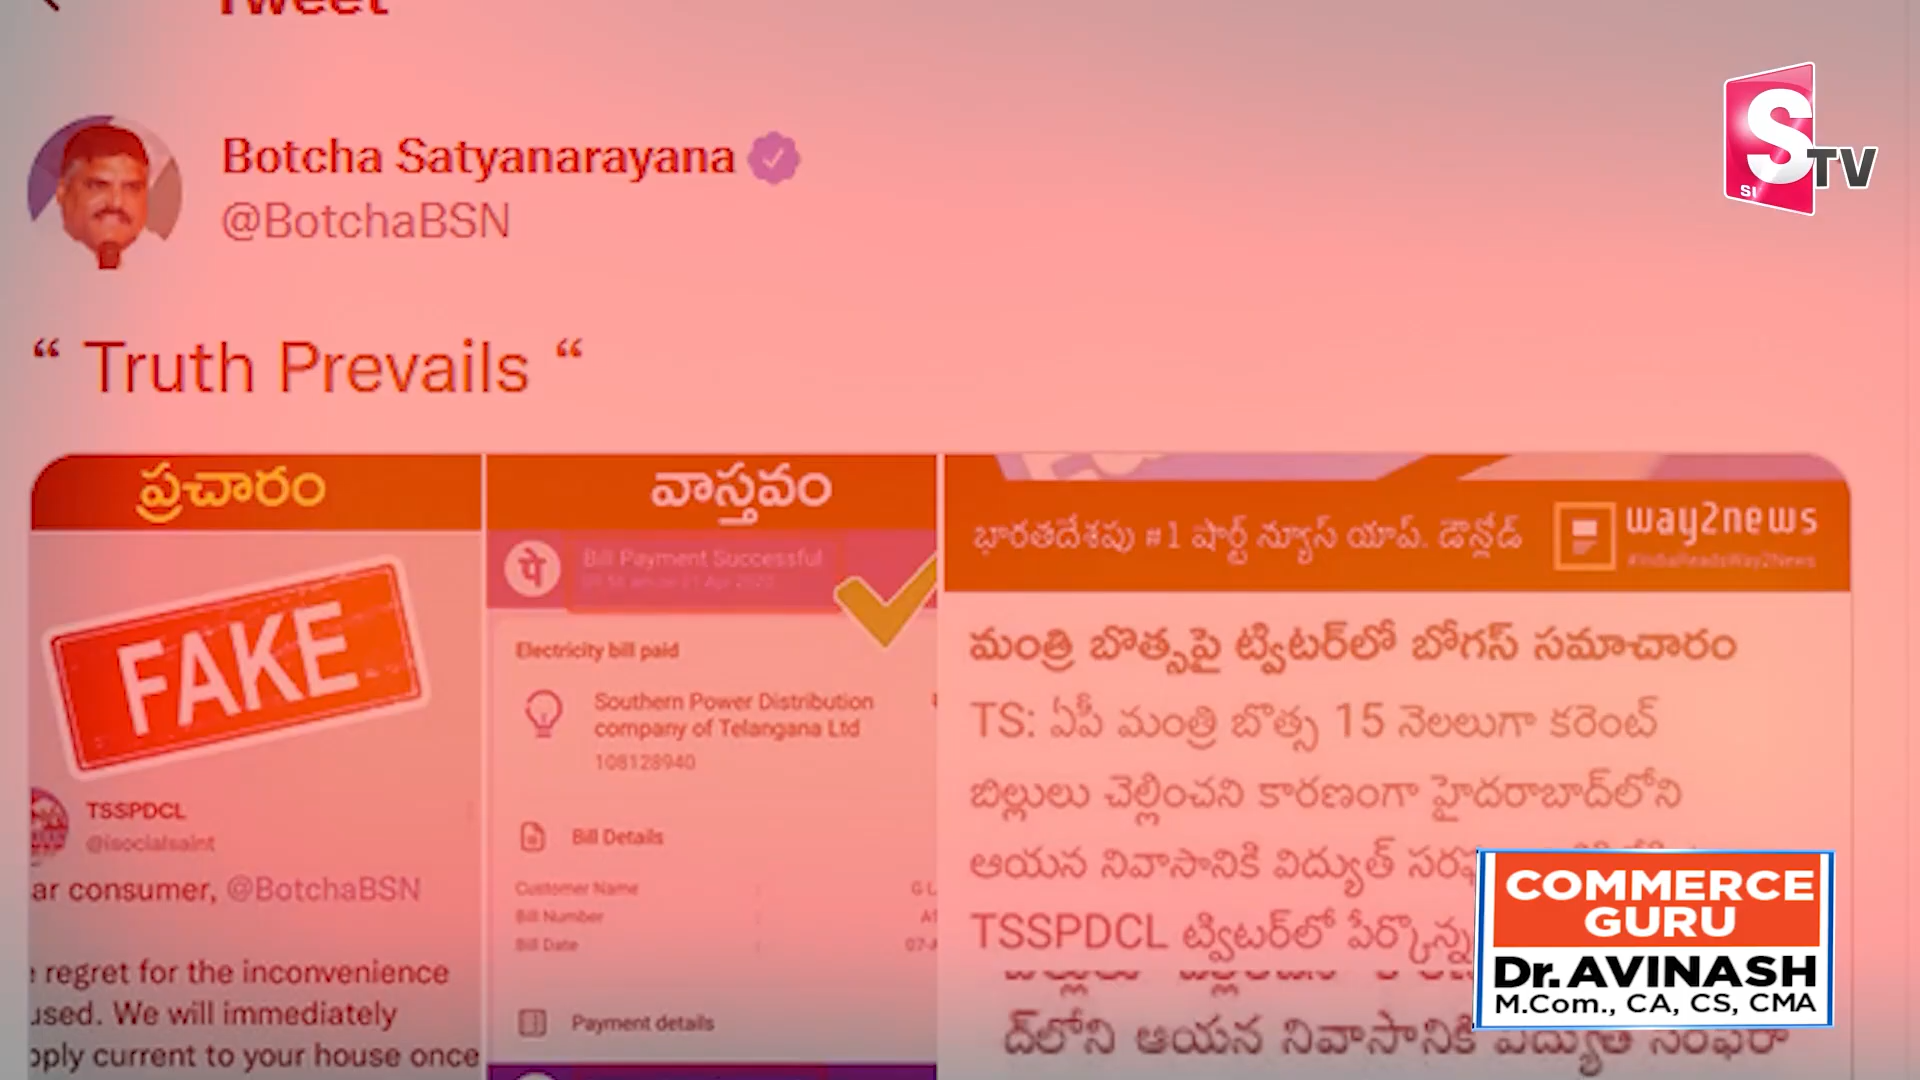 Tweet
Botcha Satyanarayana
@BotchaBSN
“ Truth Prevails “
ప్రచారం
FAKE
TSSPDCL
@isocialsaint
ar consumer, @BotchaBSN
regret for the inconvenience
used. We will immediately
pply current to your house once
వాస్తవం
पे
Bill Payment Successful
Electricity bill paid
Southern Power Distribution
company of Telangana Ltd
108128940
Bill Details
Customer Name : G L
Bill Number :
Bill Date : 07-A
Payment details
భారతదేశపు #1 షార్ట్ న్యూస్ యాప్. డౌన్లోడ్
way2news
#IndiaReadsWay2News
మంత్రి బొత్సపై ట్విటర్‌లో బోగస్ సమాచారం
TS: ఏపీ మంత్రి బొత్స 15 నెలలుగా కరెంట్
బిల్లులు చెల్లించని కారణంగా హైదరాబాద్‌లోని
ఆయన నివాసానికి విద్యుత్
TSSPDCL ట్విటర్‌లో పేర్కొన్న
ద్‌లోని ఆయన నివాసానికి విద్యుత్
S TV
COMMERCE
GURU
Dr. AVINASH
M.Com., CA, CS, CMA